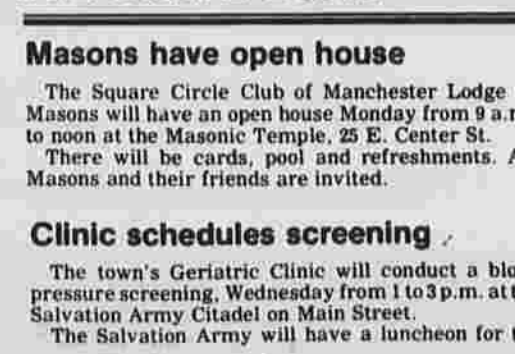 Masons have open house
The Square Circle Club of Manchester Lodge
Masons will have an open house Monday from 9
to noon at the Masonic Temple, 25 E. Center St.
There will be cards, pool and refreshments.
Masons and their friends are invited.
Clinic schedules screening
The town's Geriatric Clinic will conduct a
pressure screening, Wednesday from 1 to 3 p.m.
Salvation Army Citadel on Main Street.
The Salvation Army will have a luncheon for